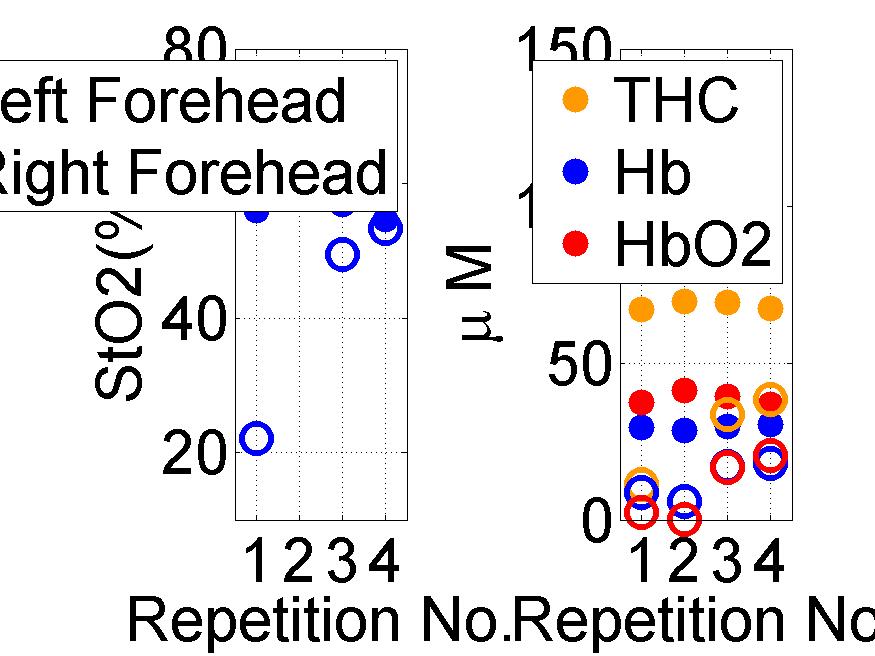 80
eft Forehead
Right Forehead
StO2(%
40
20
1 2 3 4
Repetition No.
150
1
THC
Hb
HbO2
μ M
50
0
1 2 3 4
Repetition No